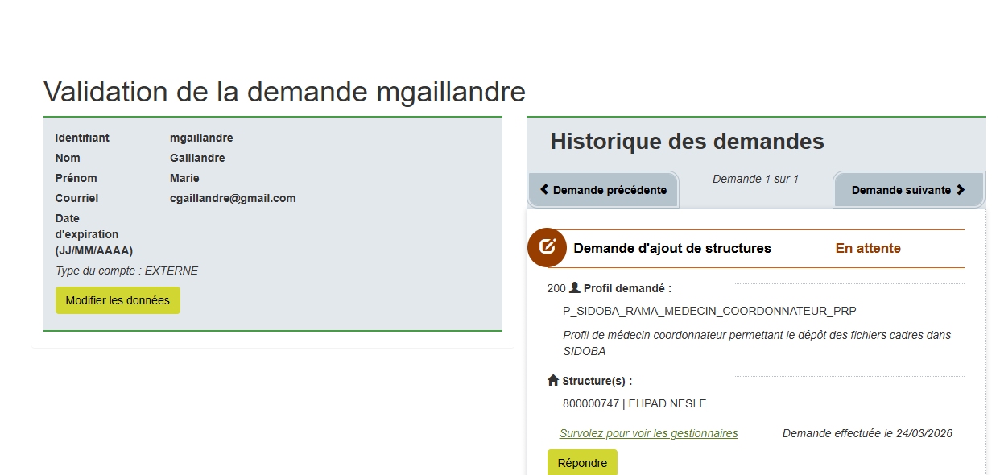 Validation de la demande mgaillandre
Identifiant mgaillandre
Nom Gaillandre
Prénom Marie
Courriel cgaillandre@gmail.com
Date
d'expiration
(JJ/MM/AAAA)
Type du compte : EXTERNE
Modifier les données
Historique des demandes
Demande précédente
Demande 1 sur 1
Demande suivante
Demande d'ajout de structures En attente
200 Profil demandé :
P_SIDOBA_RAMA_MEDECIN_COORDONNATEUR_PRP
Profil de médecin coordonnateur permettant le dépôt des fichiers cadres dans
SIDOBA
Structure(s) :
800000747 | EHPAD NESLE
Survolez pour voir les gestionnaires Demande effectuée le 24/03/2026
Répondre